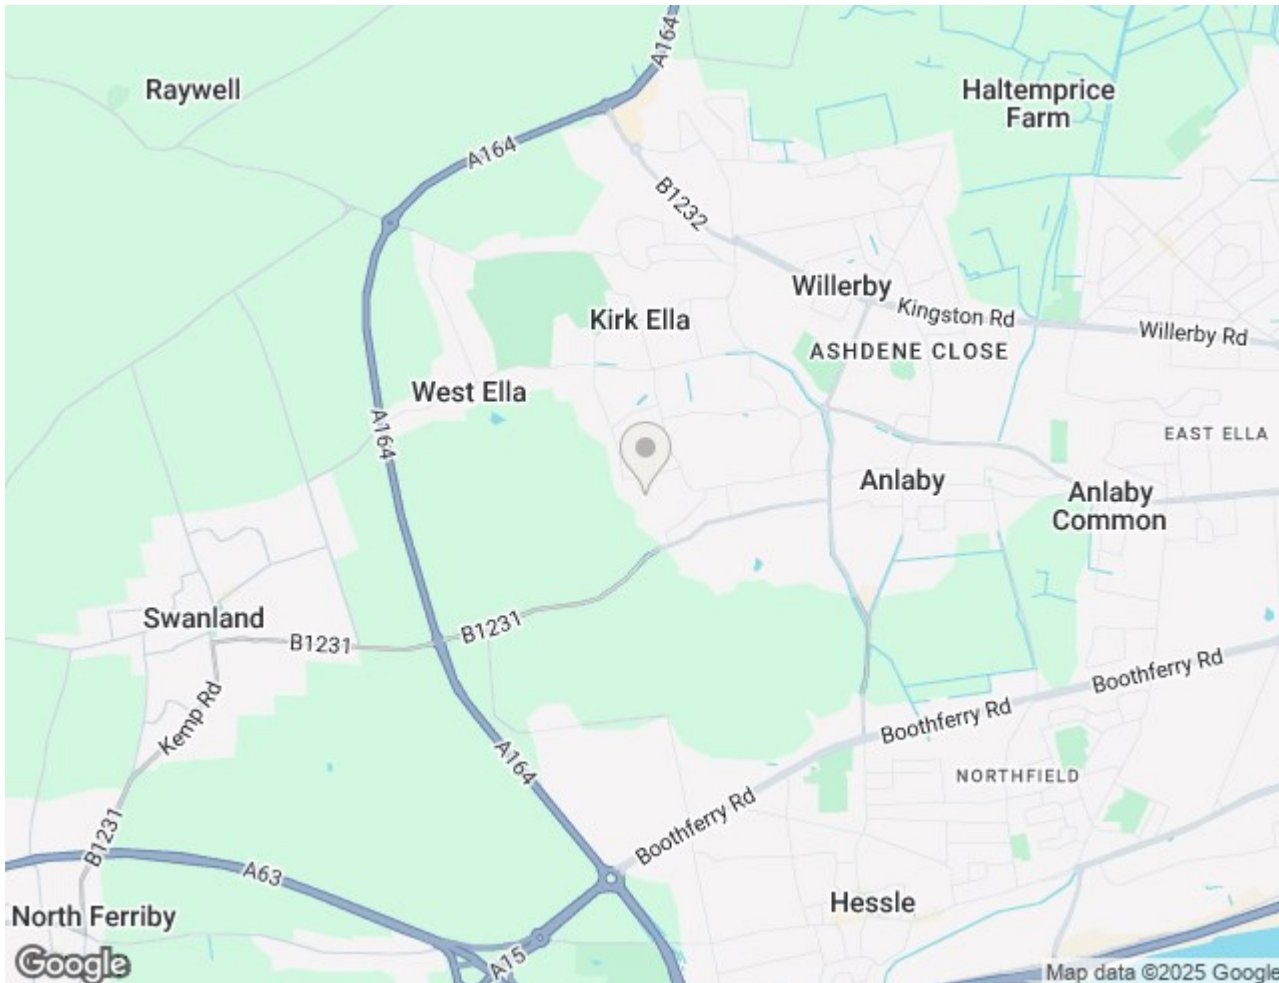 A164
Raywell
Haltemprice
Farm
A164
B1232
Willerby
Kirk Ella
Kingston Rd
Willerby Rd
ASHDENE CLOSE
West Ella
A164
EAST ELLA
Anlaby
Anlaby
Common
Swanland
B1231
B1231
Boothferry Rd
Kemp Rd
Boothferry Rd
A164
NORTHFIELD
Boothferry Rd
B1231
A63
Hessle
North Ferriby
A15
Google
Map data ©2025 Google